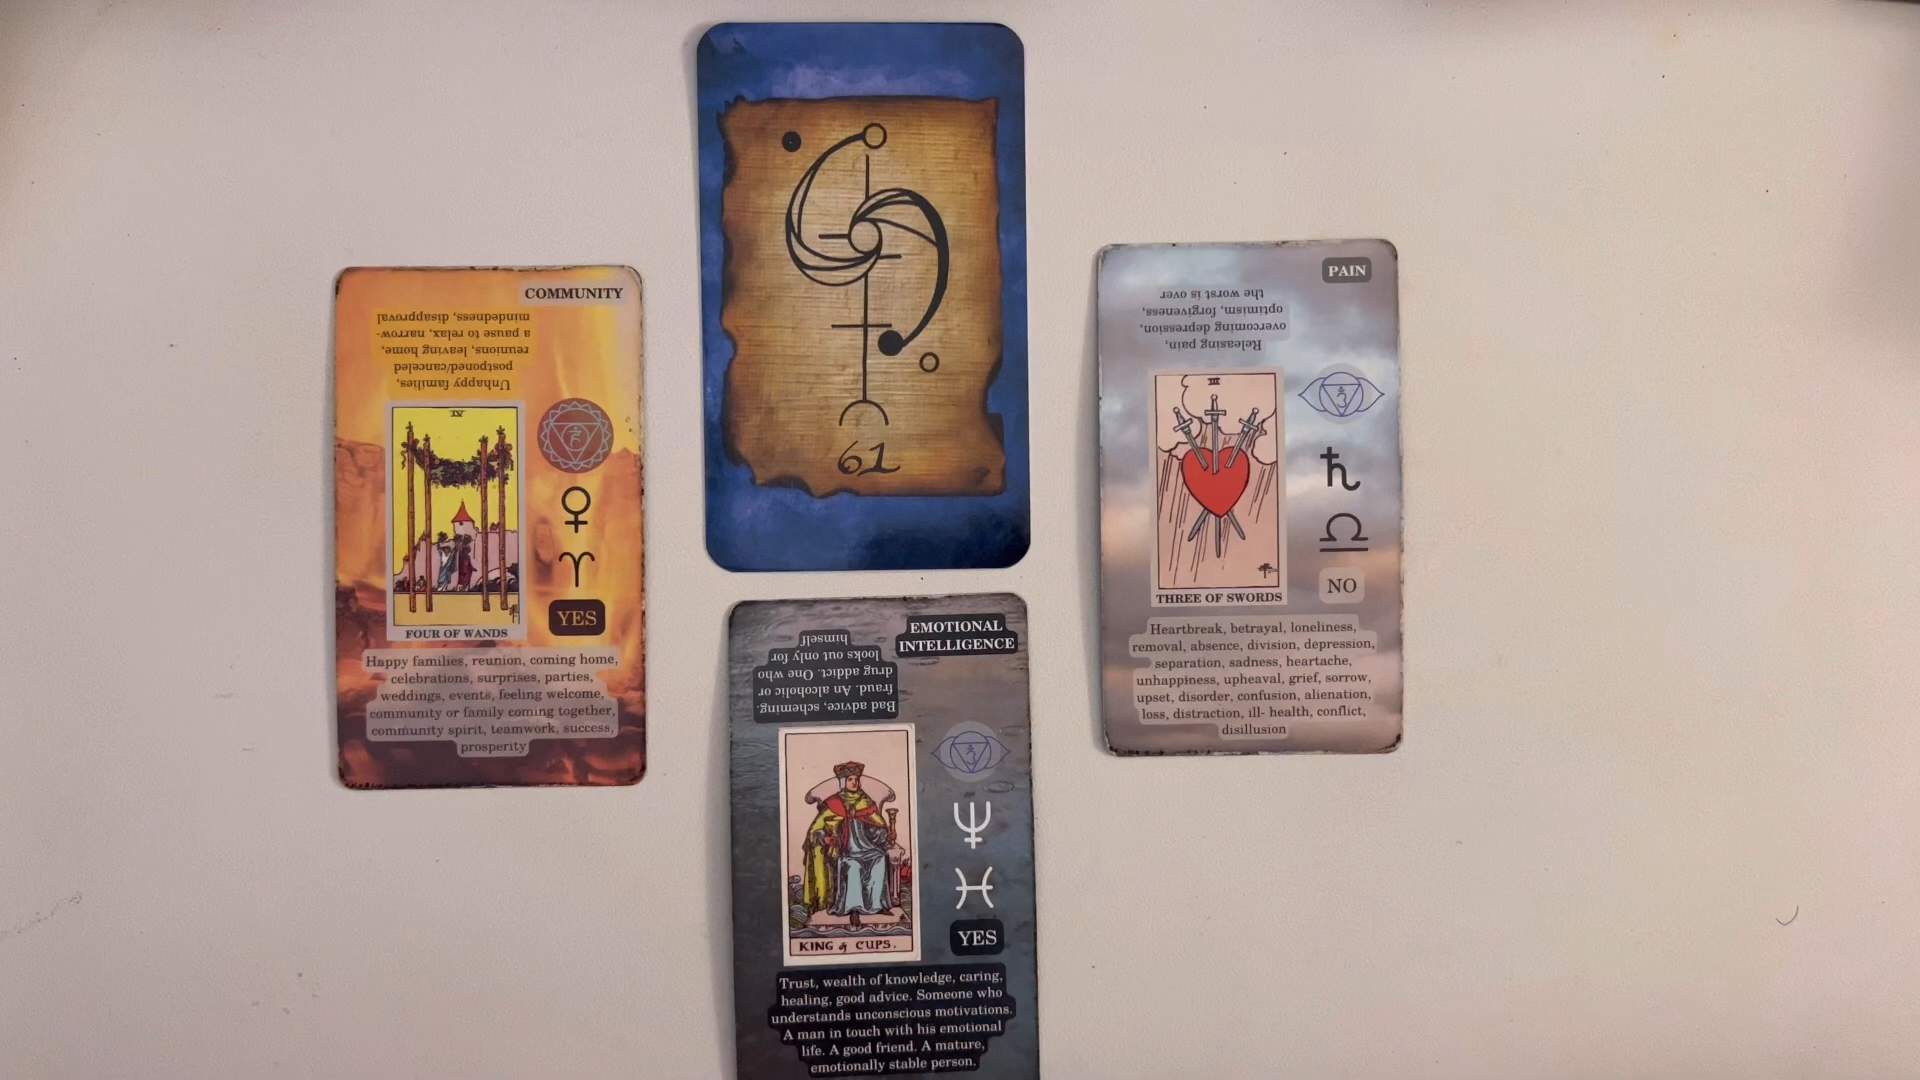 61
COMMUNITY
Unhappy families,
postponed/canceled
reunions, leaving home,
a pause to relax, narrow-
mindedness, disapproval
IV
YES
FOUR OF WANDS
Happy families, reunion, coming home,
celebrations, surprises, parties,
weddings, events, feeling welcome,
community or family coming together,
community spirit, teamwork, success,
prosperity
EMOTIONAL
INTELLIGENCE
Bad advice, scheming,
fraud. An alcoholic or
drug addict. One who
looks out only for
himself
YES
KING of CUPS.
Trust, wealth of knowledge, caring,
healing, good advice. Someone who
understands unconscious motivations.
A man in touch with his emotional
life. A good friend. A mature,
emotionally stable person.
PAIN
Releasing pain,
overcoming depression,
optimism, forgiveness,
the worst is over
III
NO
THREE OF SWORDS
Heartbreak, betrayal, loneliness,
removal, absence, division, depression,
separation, sadness, heartache,
unhappiness, upheaval, grief, sorrow,
upset, disorder, confusion, alienation,
loss, distraction, ill- health, conflict,
disillusion